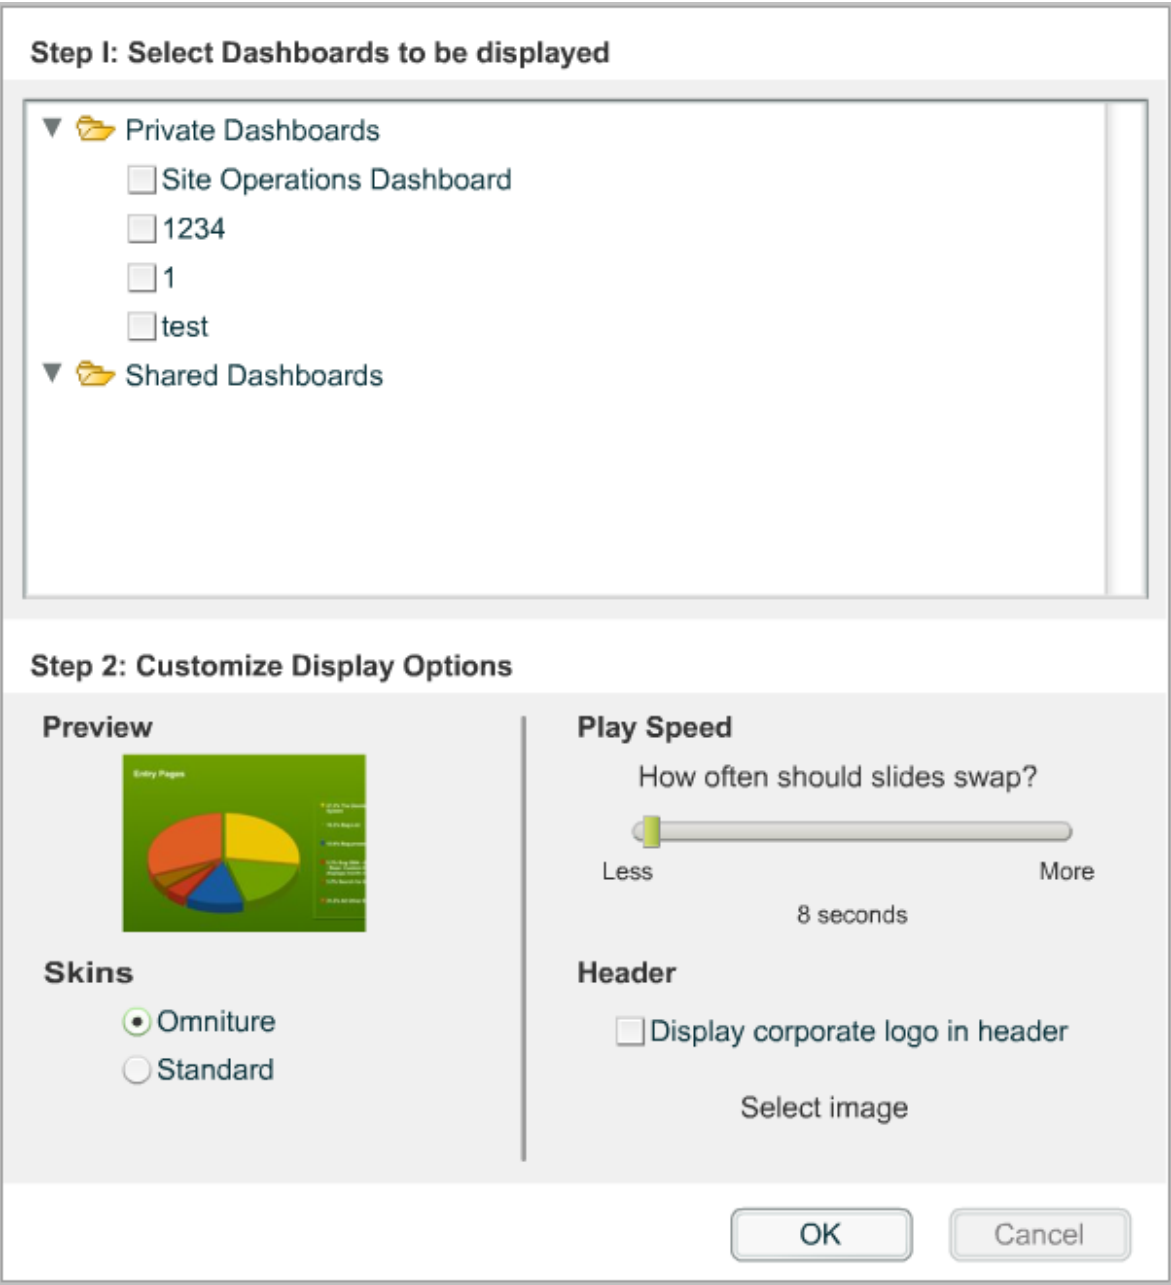 Step I: Select Dashboards to be displayed
Private Dashboards
Site Operations Dashboard
1234
1
test
Shared Dashboards
Step 2: Customize Display Options
Preview
Entry Pages
Skins
Omniture
Standard
Play Speed
How often should slides swap?
Less
More
8 seconds
Header
Display corporate logo in header
Select image
OK
Cancel